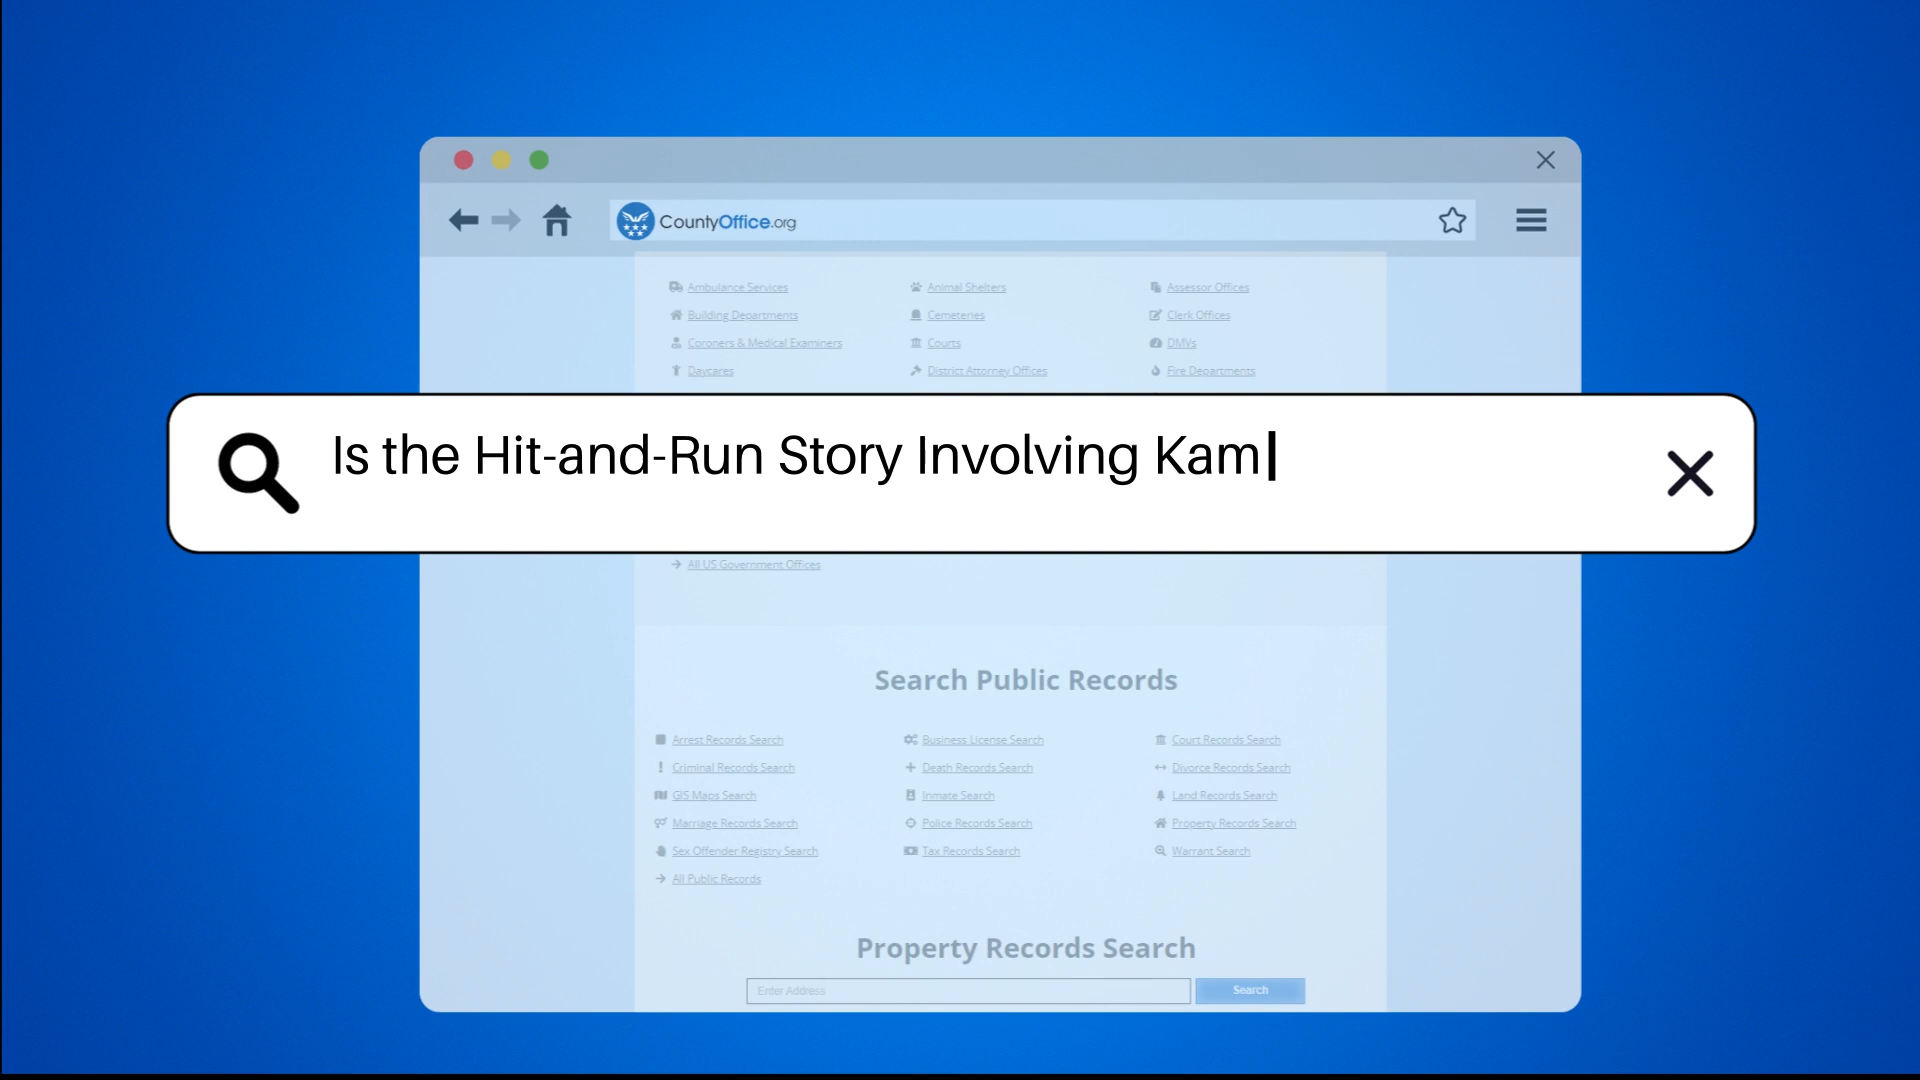 CountyOffice.org
Ambulance Services Animal Shelters Assessor Offices
Building Departments Cemeteries Clerk Offices
Coroners & Medical Examiners Courts DMVs
Daycares District Attorney Offices Fire Departments
Is the Hit-and-Run Story Involving Kam
All US Government Offices
Search Public Records
Arrest Records Search Business License Search Court Records Search
Criminal Records Search Death Records Search Divorce Records Search
GIS Maps Search Inmate Search Land Records Search
Marriage Records Search Police Records Search Property Records Search
Sex Offender Registry Search Tax Records Search Warrant Search
All Public Records
Property Records Search
Enter Address Search